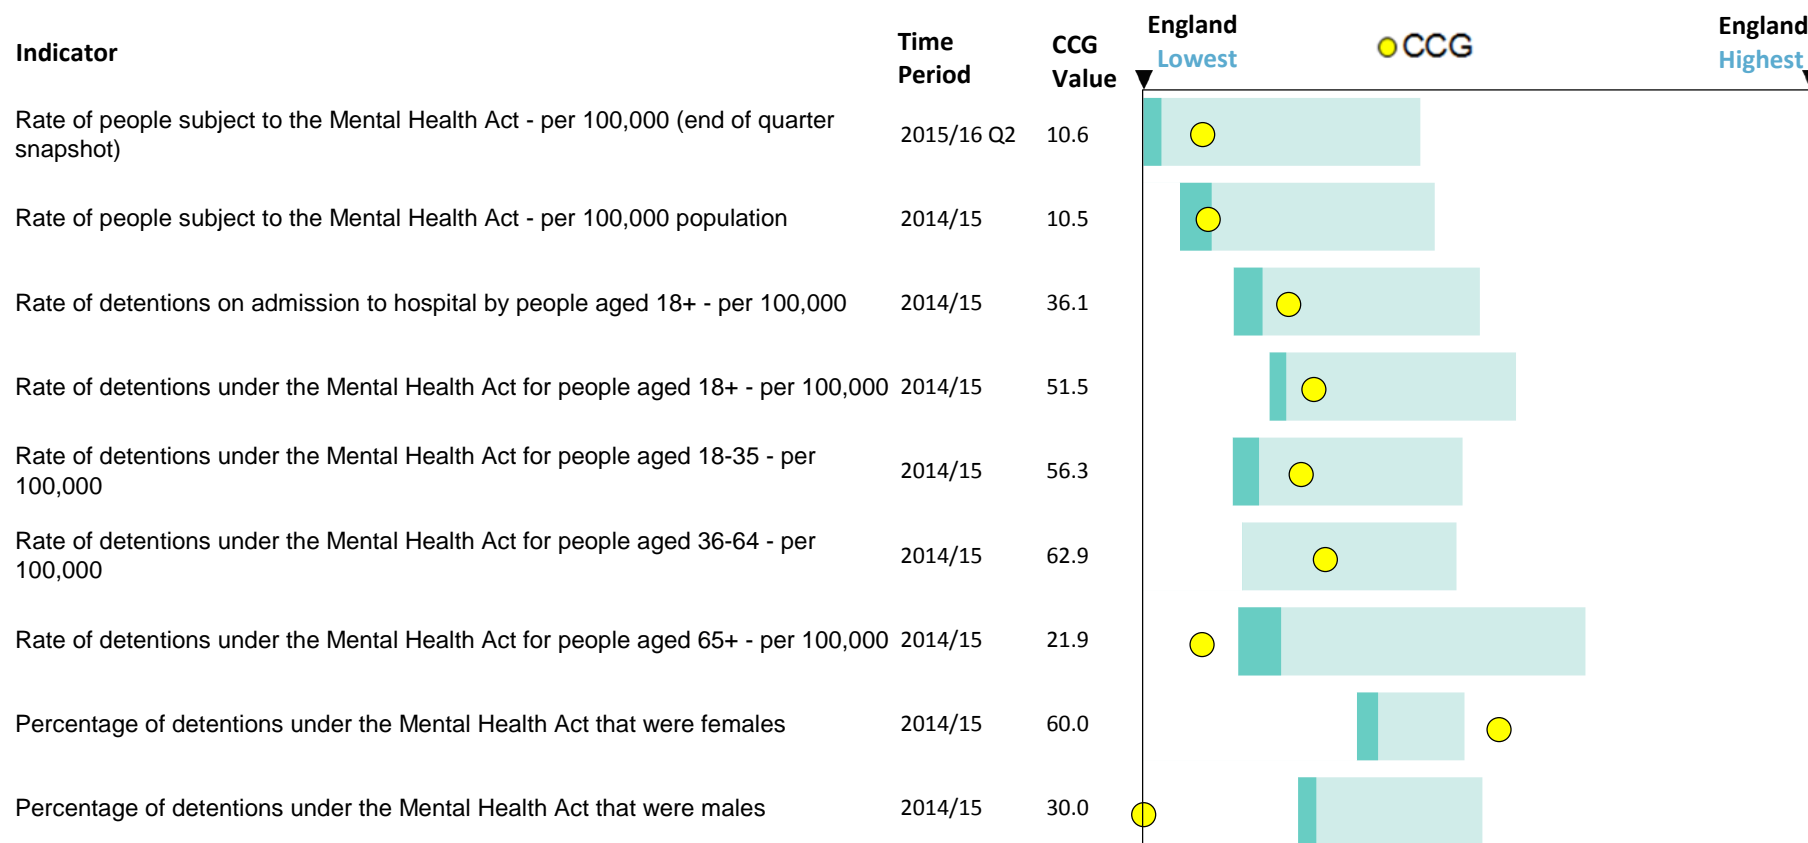 Indicator
Time Period
CCG Value
England Lowest
CCG
England Highest
Rate of people subject to the Mental Health Act - per 100,000 (end of quarter
snapshot)
2015/16 Q2
10.6
Rate of people subject to the Mental Health Act - per 100,000 population
2014/15
10.5
Rate of detentions on admission to hospital by people aged 18+ - per 100,000
2014/15
36.1
Rate of detentions under the Mental Health Act for people aged 18+ - per 100,000
2014/15
51.5
Rate of detentions under the Mental Health Act for people aged 18-35 - per
100,000
2014/15
56.3
Rate of detentions under the Mental Health Act for people aged 36-64 - per
100,000
2014/15
62.9
Rate of detentions under the Mental Health Act for people aged 65+ - per 100,000
2014/15
21.9
Percentage of detentions under the Mental Health Act that were females
2014/15
60.0
Percentage of detentions under the Mental Health Act that were males
2014/15
30.0